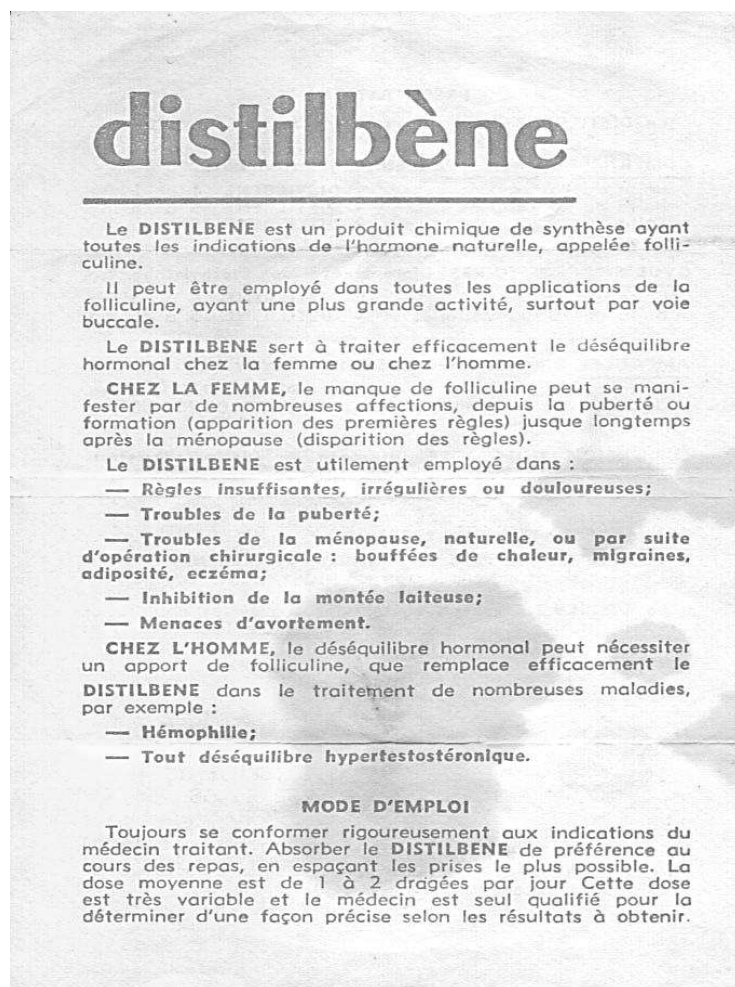 distilbène
Le DISTILBENE est un produit chimique de synthèse ayant
toutes les indications de l'hormone naturelle, appelée folli-
culine.
Il peut être employé dans toutes les applications de la
folliculine, ayant une plus grande activité, surtout par voie
buccale.
Le DISTILBENE sert à traiter efficacement le déséquilibre
hormonal chez la femme ou chez l'homme.
CHEZ LA FEMME, le manque de folliculine peut se mani-
fester par de nombreuses affections, depuis la puberté ou
formation (apparition des premières règles) jusque longtemps
après la ménopause (disparition des règles).
Le DISTILBENE est utilement employé dans :
— Règles insuffisantes, irrégulières ou douloureuses;
— Troubles de la puberté;
— Troubles de la ménopause, naturelle, ou par suite
d'opération chirurgicale : bouffées de chaleur, migraines,
adiposité, eczéma;
— Inhibition de la montée laiteuse;
— Menaces d'avortement.
CHEZ L'HOMME, le déséquilibre hormonal peut nécessiter
un apport de folliculine, que remplace efficacement le
DISTILBENE dans le traitement de nombreuses maladies,
par exemple :
— Hémophilie;
— Tout déséquilibre hypertestostéronique.
MODE D'EMPLOI
Toujours se conformer rigoureusement aux indications du
médecin traitant. Absorber le DISTILBENE de préférence au
cours des repas, en espaçant les prises le plus possible. La
dose moyenne est de 1 à 2 dragées par jour Cette dose
est très variable et le médecin est seul qualifié pour la
déterminer d'une façon précise selon les résultats à obtenir.